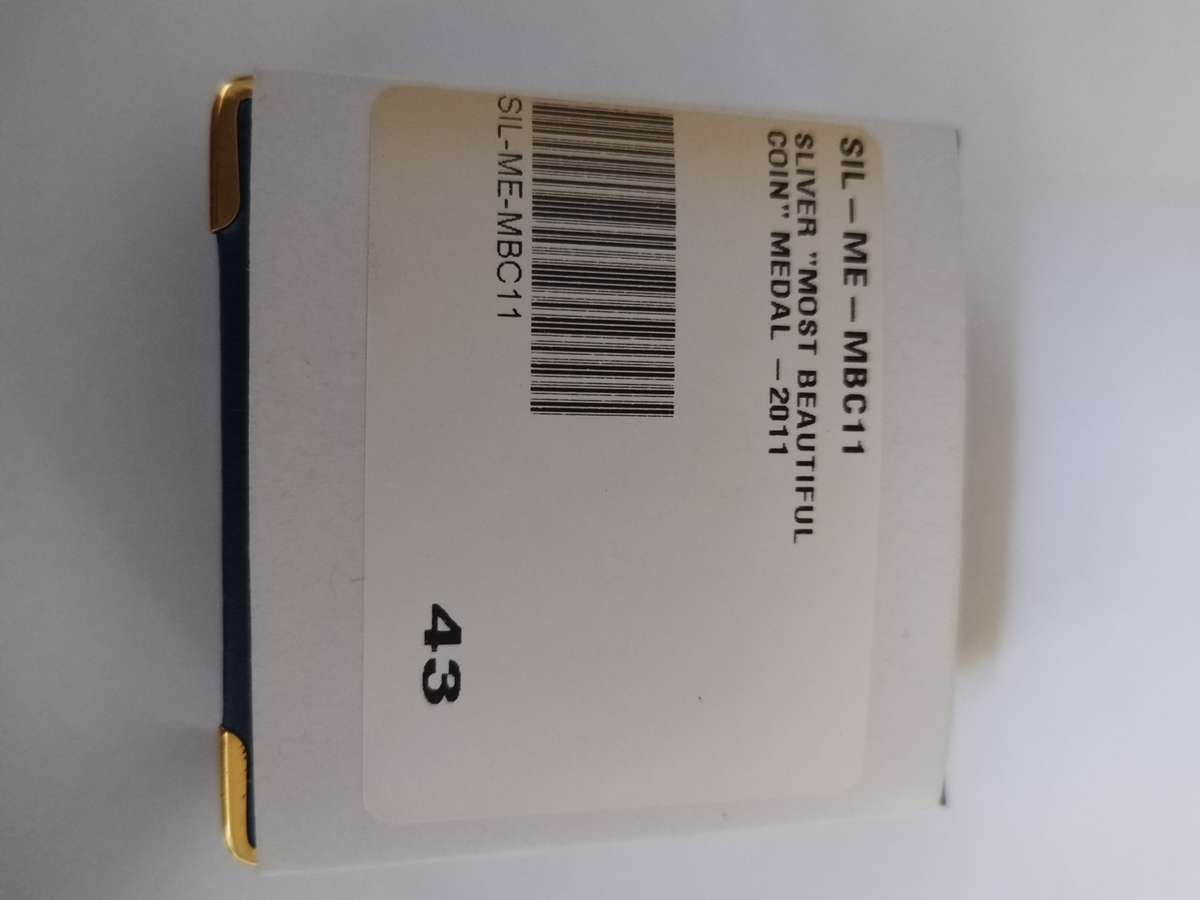 SIL-ME-MBC11
SLIVER "MOST BEAUTIFUL
COIN" MEDAL -2011
SIL-ME-MBC11
43